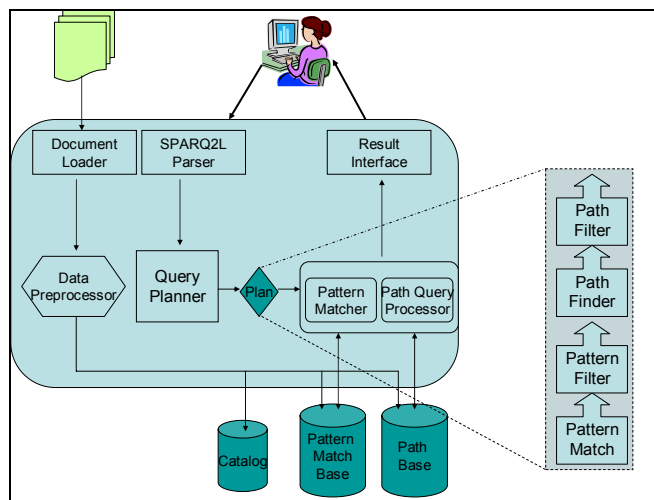 Document
Loader
SPARQ2L
Parser
Result
Interface
Data
Preprocessor
Query
Planner
Plan
Pattern
Matcher
Path Query
Processor
Catalog
Pattern
Match
Base
Path
Base
Path
Filter
Path
Finder
Pattern
Filter
Pattern
Match